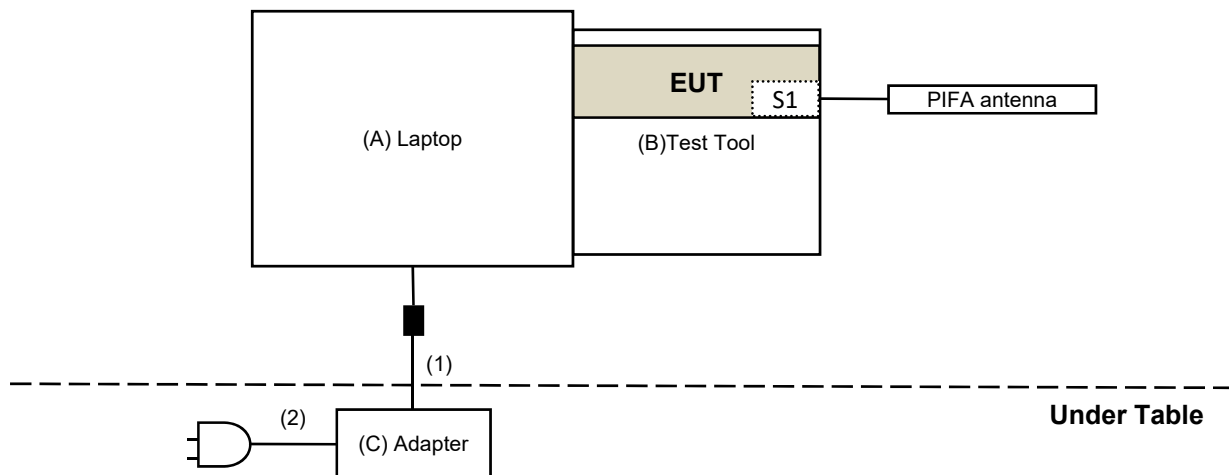 EUT
S1
PIFA antenna
(A) Laptop
(B)Test Tool
(1)
Under Table
(2)
(C) Adapter